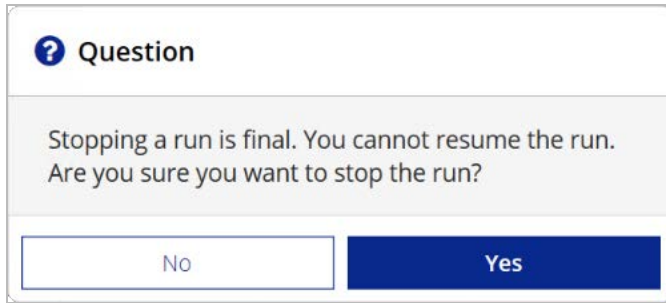 Question
Stopping a run is final. You cannot resume the run.
Are you sure you want to stop the run?
No
Yes